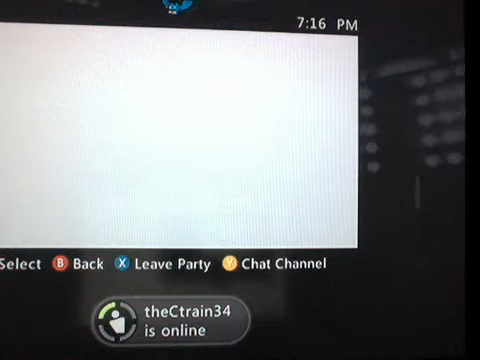 7:16 PM
Select B Back X Leave Party Y Chat Channel
theCtrain34
is online